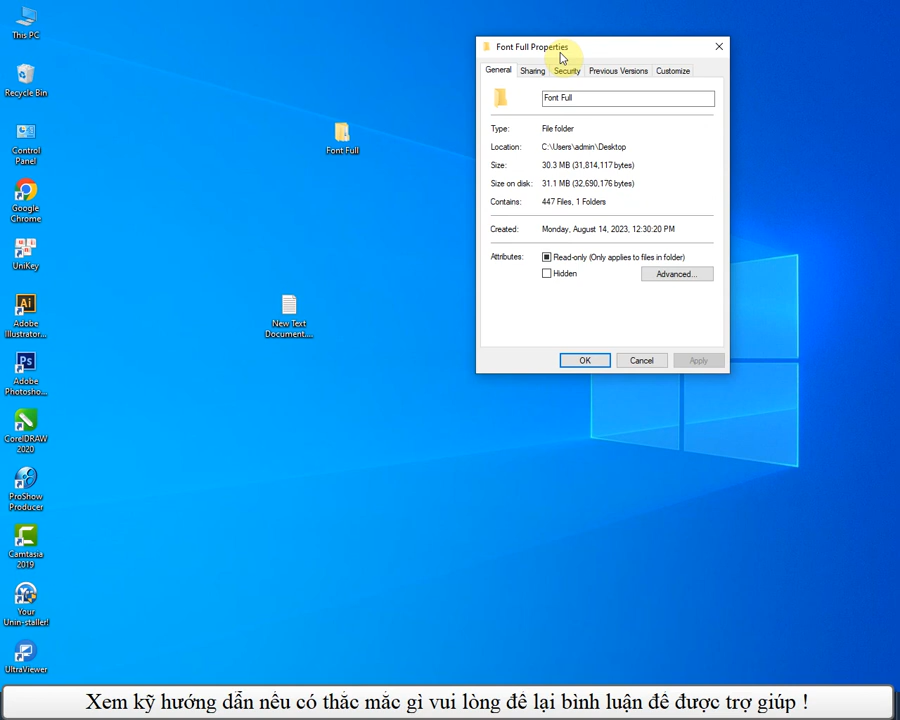 This PC
Recycle Bin
Control
Panel
Google
Chrome
UniKey
Ai
Adobe
Illustrator...
Ps
Adobe
Photosho...
CorelDRAW
2020
ProShow
Producer
Camtasia
2019
Your
Unin-staller!
UltraViewer
Font Full
New Text
Document....
Font Full Properties
General Sharing Security Previous Versions Customize
Font Full
Type: File folder
Location: C:\Users\admin\Desktop
Size: 30.3 MB (31,814,117 bytes)
Size on disk: 31.1 MB (32,690,176 bytes)
Contains: 447 Files, 1 Folders
Created: Monday, August 14, 2023, 12:30:20 PM
Attributes: Read-only (Only applies to files in folder)
Hidden Advanced...
OK Cancel Apply
Xem kỹ hướng dẫn nếu có thắc mắc gì vui lòng để lại bình luận để được trợ giúp !